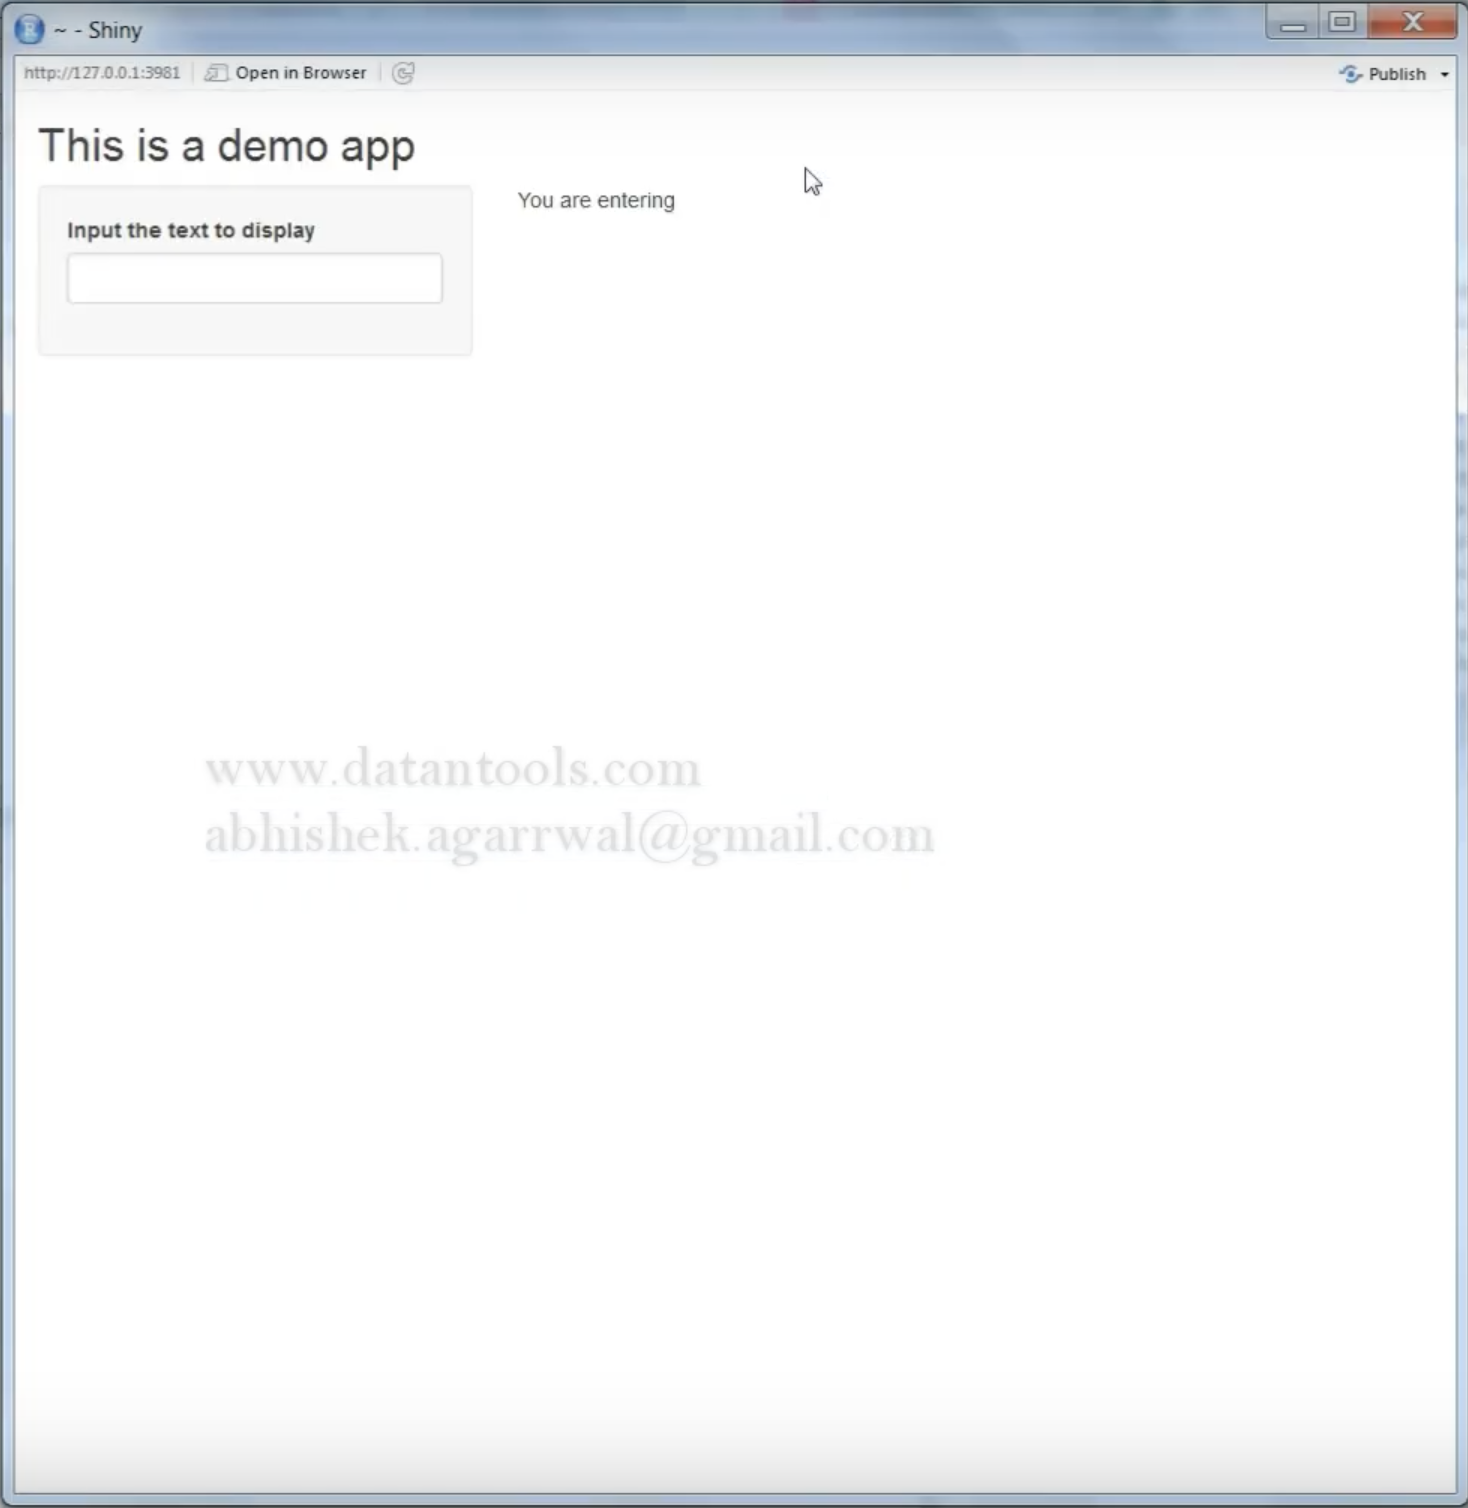 ~ - Shiny
http://127.0.0.1:3981 Open in Browser Publish
This is a demo app
You are entering
Input the text to display
www.datantools.com
abhishek.agarrwal@gmail.com